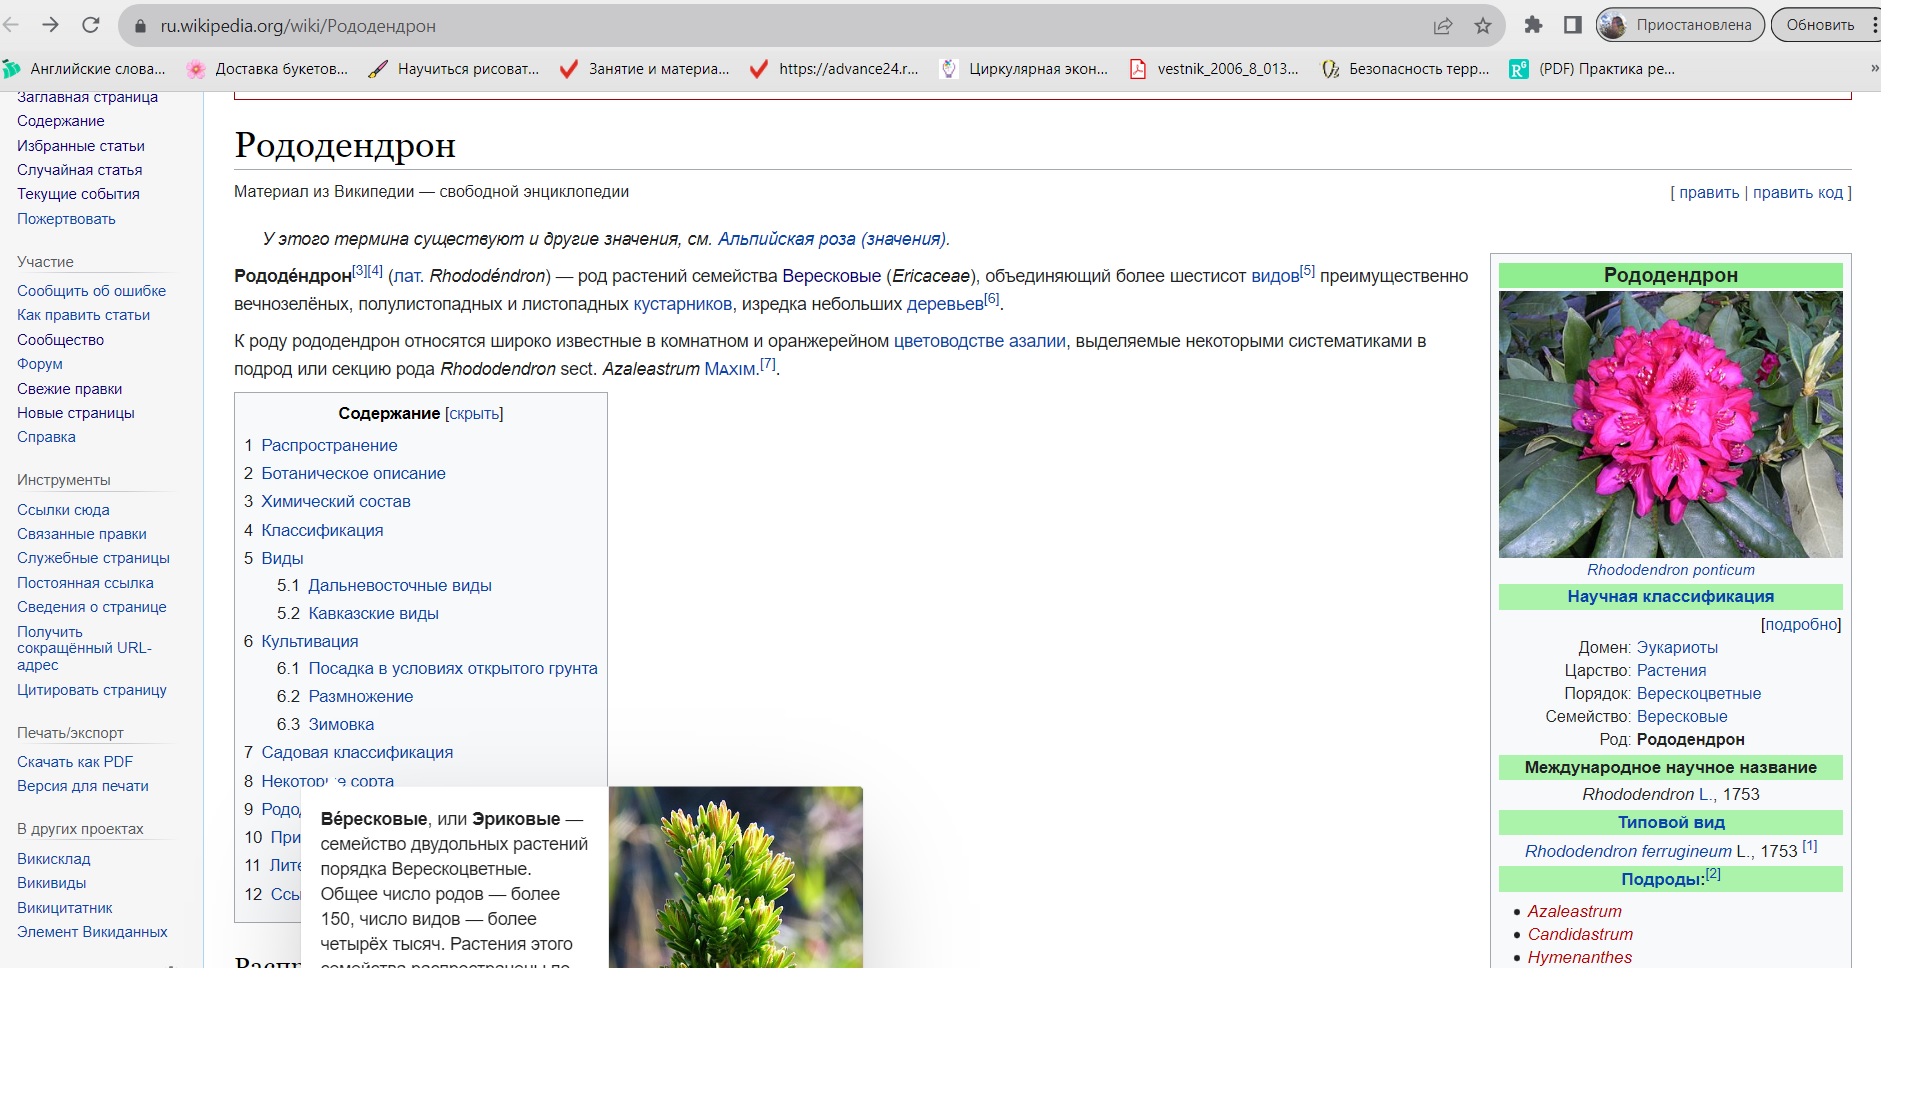 ru.wikipedia.org/wiki/Рододендрон
Приостановлена
Обновить
Английские слова...
Доставка букетов...
Научиться рисоват...
Занятие и материа...
https://advance24.r...
Циркулярная экон...
vestnik_2006_8_013...
Безопасность терр...
(PDF) Практика ре...
»
Заглавная страница
Содержание
Избранные статьи
Случайная статья
Текущие события
Пожертвовать
Участие
Сообщить об ошибке
Как править статьи
Сообщество
Форум
Свежие правки
Новые страницы
Справка
Инструменты
Ссылки сюда
Связанные правки
Служебные страницы
Постоянная ссылка
Сведения о странице
Получить
сокращённый URL-
адрес
Цитировать страницу
Печать/экспорт
Скачать как PDF
Версия для печати
В других проектах
Викисклад
Викивиды
Викицитатник
Элемент Викиданных
Рододендрон
Материал из Википедии — свободной энциклопедии
[ править | править код ]
У этого термина существуют и другие значения, см. Альпийская роза (значения).
Рододе́ндрон[3][4] (лат. Rhododéndron) — род растений семейства Вересковые (Ericaceae), объединяющий более шестисот видов[5] преимущественно
вечнозелёных, полулистопадных и листопадных кустарников, изредка небольших деревьев[6].
К роду рододендрон относятся широко известные в комнатном и оранжерейном цветоводстве азалии, выделяемые некоторыми систематиками в
подрод или секцию рода Rhododendron sect. Azaleastrum MAXIM.[7].
Содержание [скрыть]
1 Распространение
2 Ботаническое описание
3 Химический состав
4 Классификация
5 Виды
5.1 Дальневосточные виды
5.2 Кавказские виды
6 Культивация
6.1 Посадка в условиях открытого грунта
6.2 Размножение
6.3 Зимовка
7 Садовая классификация
8 Некоторые сорта
9 Родо
10 При
11 Лите
12 Ссы
Ве́ресковые, или Эриковые —
семейство двудольных растений
порядка Верескоцветные.
Общее число родов — более
150, число видов — более
четырёх тысяч. Растения этого
семейства распространены по
Рододендрон
Rhododendron ponticum
Научная классификация
[подробно]
Домен: Эукариоты
Царство: Растения
Порядок: Верескоцветные
Семейство: Вересковые
Род: Рододендрон
Международное научное название
Rhododendron L., 1753
Типовой вид
Rhododendron ferrugineum L., 1753 [1]
Подроды:[2]
Azaleastrum
Candidastrum
Hymenanthes